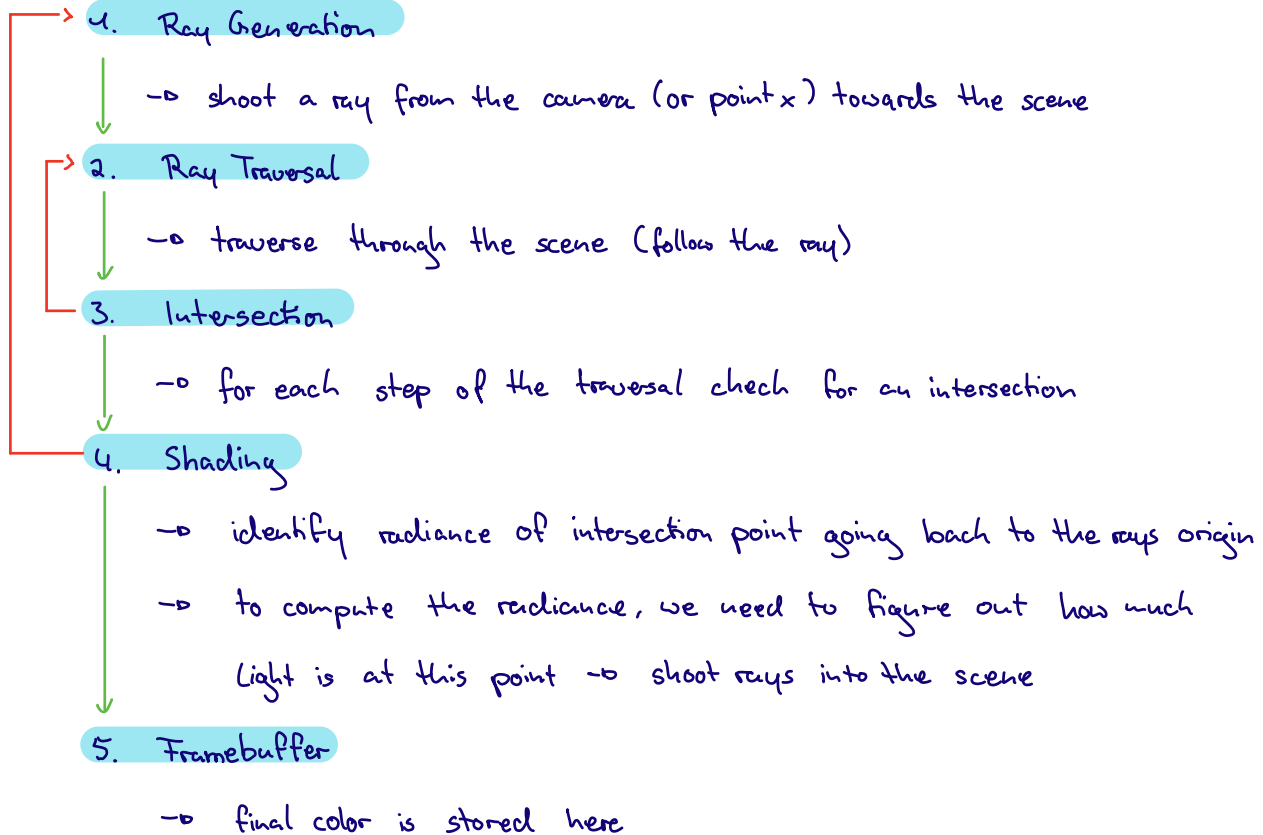 1. Ray Generation
→ shoot a ray from the camera (or point x) towards the scene
2. Ray Traversal
→ traverse through the scene (follow the ray)
3. Intersection
→ for each step of the traversal check for an intersection
4. Shading
→ identify radiance of intersection point going back to the rays origin
→ to compute the radiance, we need to figure out how much
light is at this point → shoot rays into the scene
5. Framebuffer
→ final color is stored here